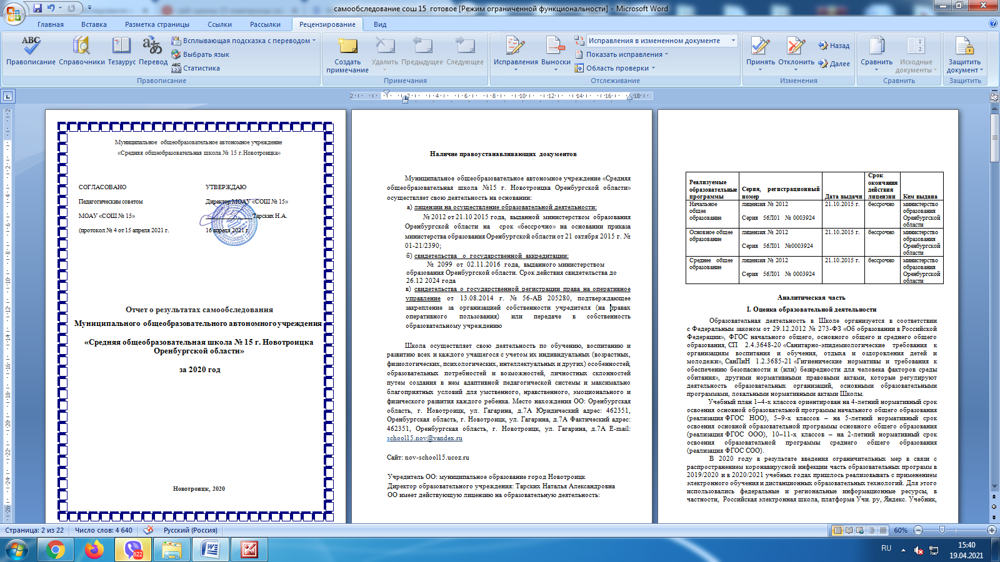 самообследование сош 15  готовое [Режим ограниченной функциональности] - Microsoft Word
Главная Вставка Разметка страницы Ссылки Рассылки Рецензирование Вид
Правописание Справочники Тезаурус Перевод
Всплывающая подсказка с переводом
Выбрать язык
Статистика
Правописание
Создать примечание Удалить Предыдущее Следующее
Примечания
Исправления Выноски
Исправления в измененном документе
Показать исправления
Область проверки
Отслеживание
Принять Отклонить Назад Далее
Изменения
Сравнить Исходные документы
Сравнить
Защитить документ
Защитить
Муниципальное общеобразовательное автономное учреждение
«Средняя общеобразовательная школа № 15 г.Новотроицка»
СОГЛАСОВАНО УТВЕРЖДАЮ
Педагогическим советом Директор МОАУ «СОШ № 15»
МОАУ «СОШ № 15» Тарских Н.А.
(протокол № 4 от 15 апреля 2021 г. 16 апреля 2021 г.
Отчет о результатах самообследования
Муниципального общеобразовательного автономного учреждения
«Средняя общеобразовательная школа № 15 г. Новотроицка
Оренбургской области»
за 2020 год
Новотроицк, 2020
Наличие правоустанавливающих документов
Муниципальное общеобразовательное автономное учреждение «Средняя
общеобразовательная школа №15 г. Новотроицка Оренбургской области»
осуществляет свою деятельность на основании:
а) лицензии на осуществление образовательной деятельности:
№ 2012 от 21.10 2015 года, выданной министерством образования
Оренбургской области на срок «бессрочно» на основании приказа
министерства образования Оренбургской области от 21 октября 2015 г. №
01-21/2390;
б) свидетельства о государственной аккредитации:
№ 2099 от 02.11.2016 года, выданного министерством
образования Оренбургской области. Срок действия свидетельства до
26.12 2024 года
в) свидетельства о государственной регистрации права на оперативное
управление от 13.08.2014 г. № 56-АВ 205280, подтверждающее
закрепление за организацией собственности учредителя (на правах
оперативного пользования) или передаче в собственность
образовательному учреждению
Школа осуществляет свою деятельность по обучению, воспитанию и
развитию всех и каждого учащегося с учетом их индивидуальных (возрастных,
физиологических, психологических, интеллектуальных и других) особенностей,
образовательных потребностей и возможностей, личностных склонностей
путем создания в нем адаптивной педагогической системы и максимально
благоприятных условий для умственного, нравственного, эмоционального и
физического развития каждого ребенка. Место нахождения ОО: Оренбургская
область, г. Новотроицк, ул. Гагарина, д.7А Юридический адрес: 462351,
Оренбургская область, г. Новотроицк, ул. Гагарина, д.7А Фактический адрес:
462351, Оренбургская область, г. Новотроицк, ул. Гагарина, д.7А E-mail:
school15.nov@yandex.ru
Сайт: nov-school15.ucoz.ru
Учредитель ОО: муниципальное образование город Новотроицк
Директор образовательного учреждения: Тарских Наталья Александровна
ОО имеет действующую лицензию на образовательную деятельность:
Реализуемые образовательные программы Серия, регистрационный номер Дата выдачи Срок окончания действия лицензии Кем выдана
Начальное общее образование лицензия № 2012 Серия 56Л01 № 0003924 21.10.2015 г. бессрочно министерство образования Оренбургской области
Основное общее образование лицензия № 2012 Серия 56Л01 №0003924 21.10.2015 г. бессрочно министерство образования Оренбургской области
Среднее общее образование лицензия № 2012 Серия 56Л01 № 0003924 21.10.2015 г. бессрочно министерство образования Оренбургской области
Аналитическая часть
I. Оценка образовательной деятельности
Образовательная деятельность в Школе организуется в соответствии
с Федеральным законом от 29.12.2012 № 273-ФЗ «Об образовании в Российской
Федерации», ФГОС начального общего, основного общего и среднего общего
образования, СП 2.4.3648-20 «Санитарно-эпидемиологические требования к
организациям воспитания и обучения, отдыха и оздоровления детей и
молодежи», СанПиН 1.2.3685-21 «Гигиенические нормативы и требования к
обеспечению безопасности и (или) безвредности для человека факторов среды
обитания», другими нормативными правовыми актами, которые регулируют
деятельность образовательных организаций, основными образовательными
программами, локальными нормативными актами Школы.
Учебный план 1–4-х классов ориентирован на 4-летний нормативный срок
освоения основной образовательной программы начального общего образования
(реализация ФГОС НОО), 5–9-х классов – на 5-летний нормативный срок
освоения основной образовательной программы основного общего образования
(реализация ФГОС ООО), 10–11-х классов – на 2-летний нормативный срок
освоения образовательной программы среднего общего образования
(реализация ФГОС СОО).
В 2020 году в результате введения ограничительных мер в связи с
распространением коронавирусной инфекции часть образовательных программ в
2019/2020 и в 2020/2021 учебных годах пришлось реализовывать с применением
электронного обучения и дистанционных образовательных технологий. Для этого
использовались федеральные и региональные информационные ресурсы, в
частности, Российская электронная школа, платформа Учи. ру, Яндекс. Учебник,
Страница: 2 из 22 Число слов: 4 640 Русский (Россия) 60%
622
RU 15:40
19.04.2021